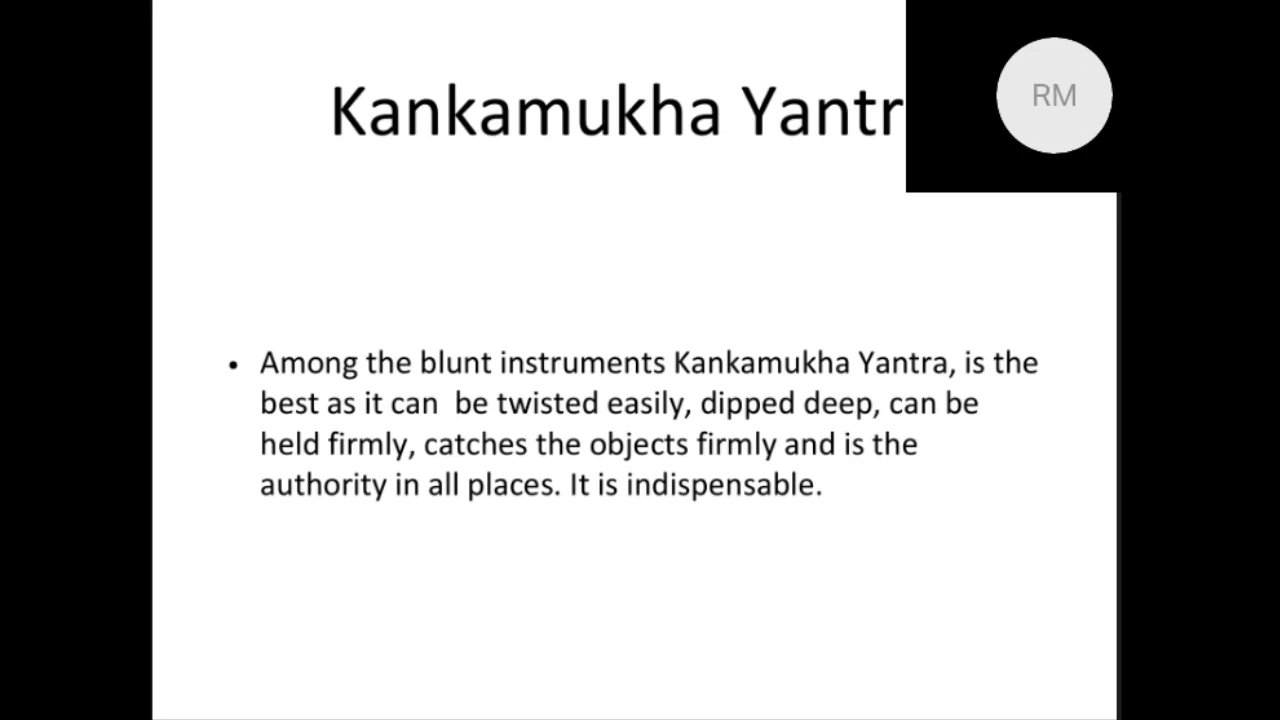 Kankamukha Yantr
RM
• Among the blunt instruments Kankamukha Yantra, is the
best as it can  be twisted easily, dipped deep, can be
held firmly, catches the objects firmly and is the
authority in all places. It is indispensable.